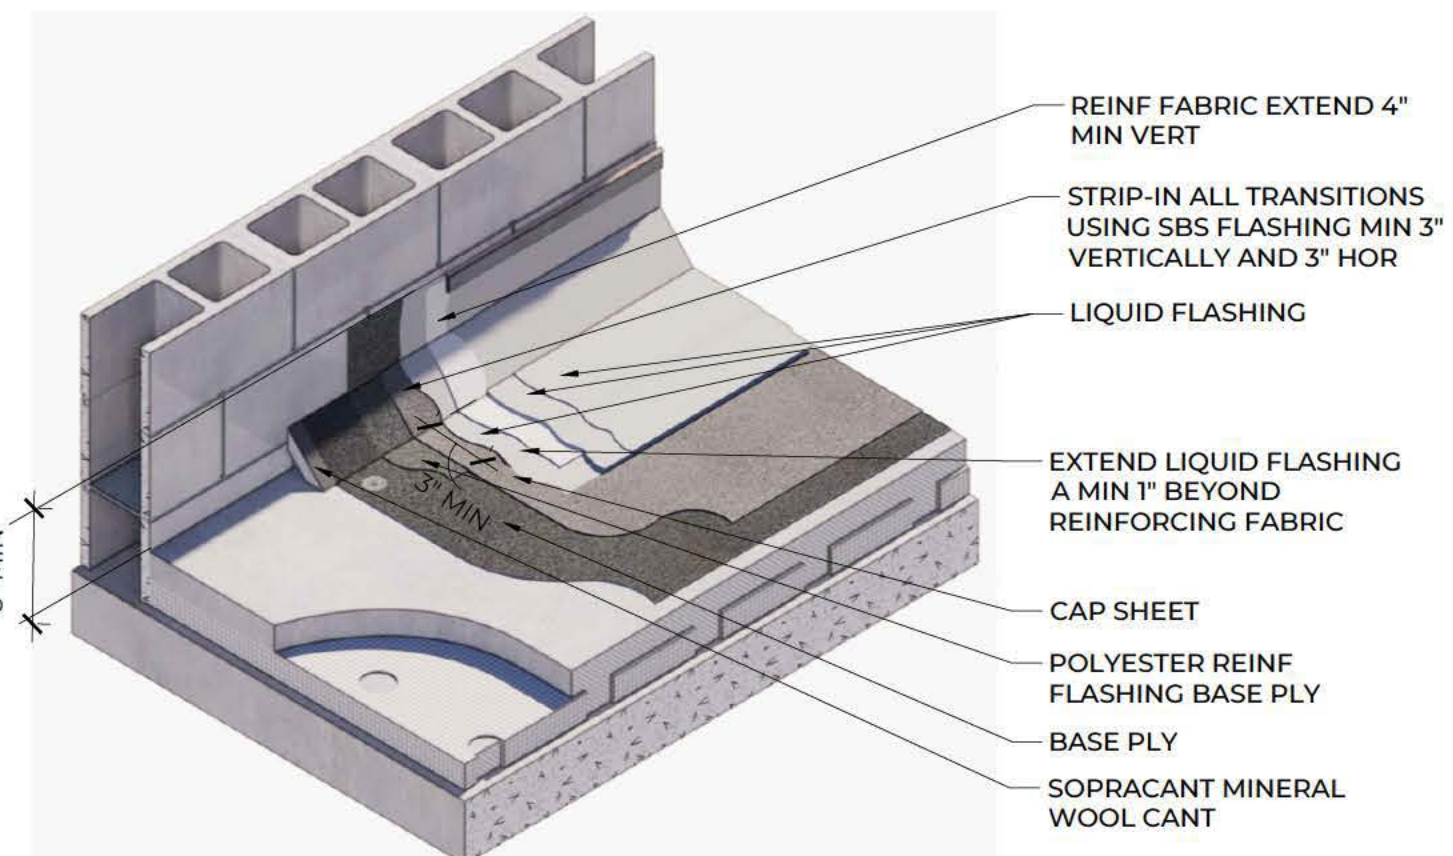 REINF FABRIC EXTEND 4"
MIN VERT
STRIP-IN ALL TRANSITIONS
USING SBS FLASHING MIN 3"
VERTICALLY AND 3" HOR
LIQUID FLASHING
EXTEND LIQUID FLASHING
A MIN 1" BEYOND
REINFORCING FABRIC
3" MIN
CAP SHEET
POLYESTER REINF
FLASHING BASE PLY
BASE PLY
SOPRACANT MINERAL
WOOL CANT